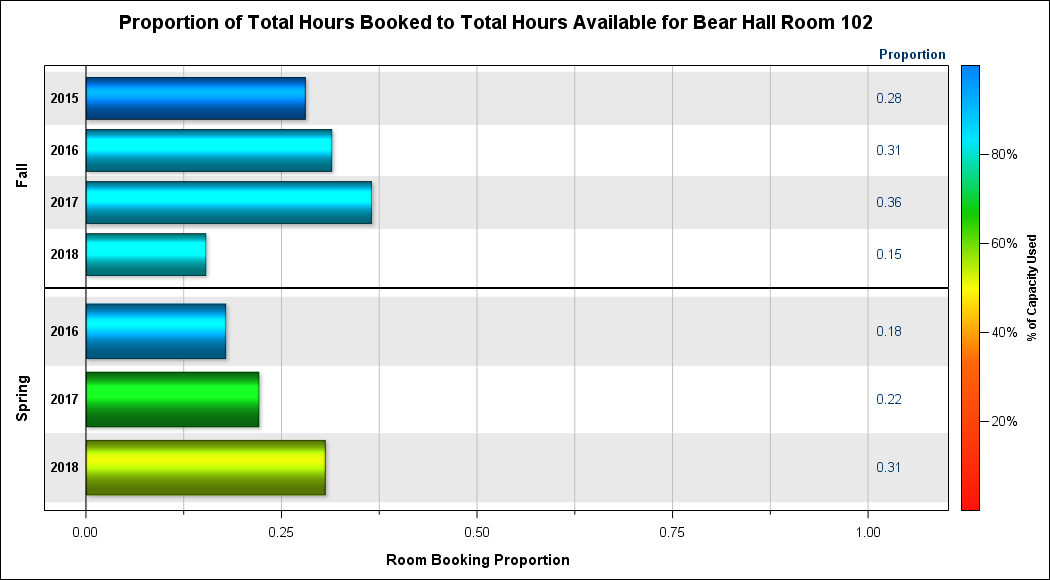 Proportion of Total Hours Booked to Total Hours Available for Bear Hall Room 102
Proportion
Fall
2015 0.28
2016 0.31
2017 0.36
2018 0.15
Spring
2016 0.18
2017 0.22
2018 0.31
0.00 0.25 0.50 0.75 1.00
Room Booking Proportion
80%
60%
40%
20%
% of Capacity Used